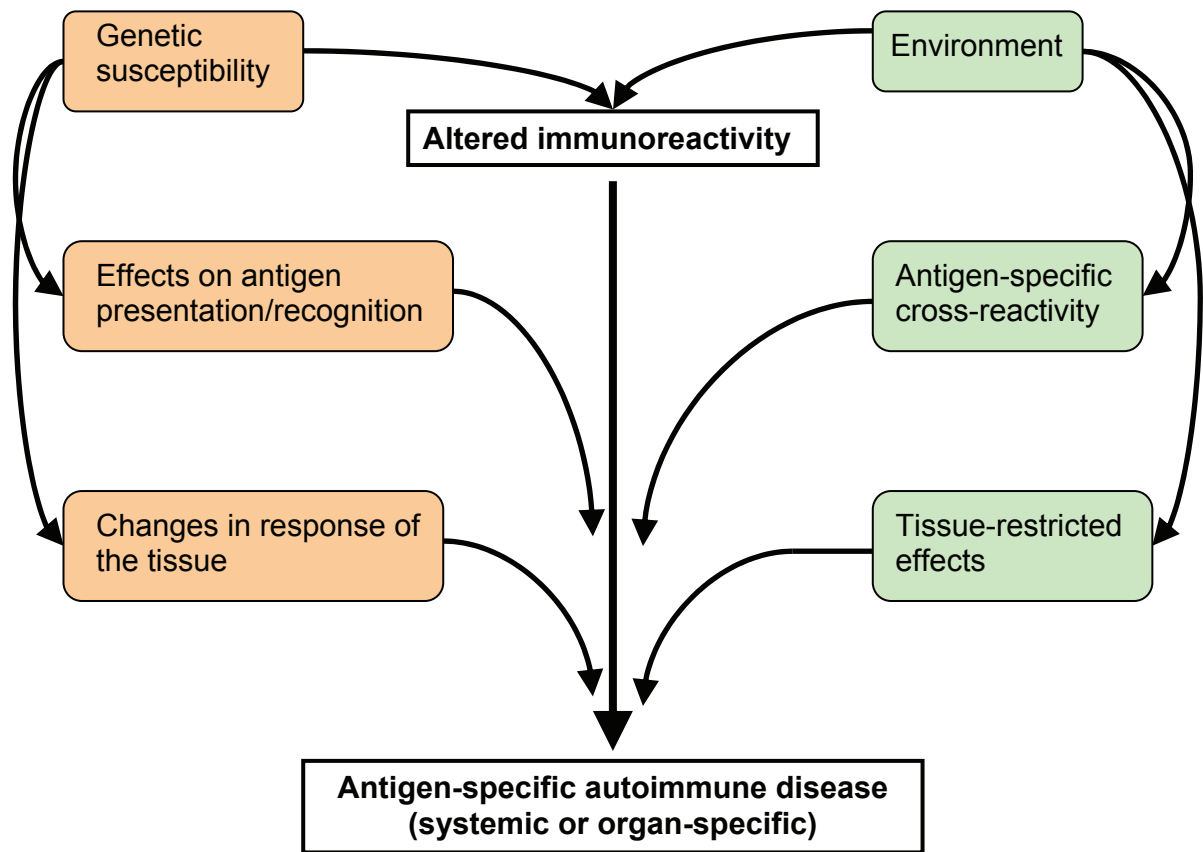 Genetic
susceptibility
Environment
Altered immunoreactivity
Effects on antigen
presentation/recognition
Antigen-specific
cross-reactivity
Changes in response of
the tissue
Tissue-restricted
effects
Antigen-specific autoimmune disease
(systemic or organ-specific)